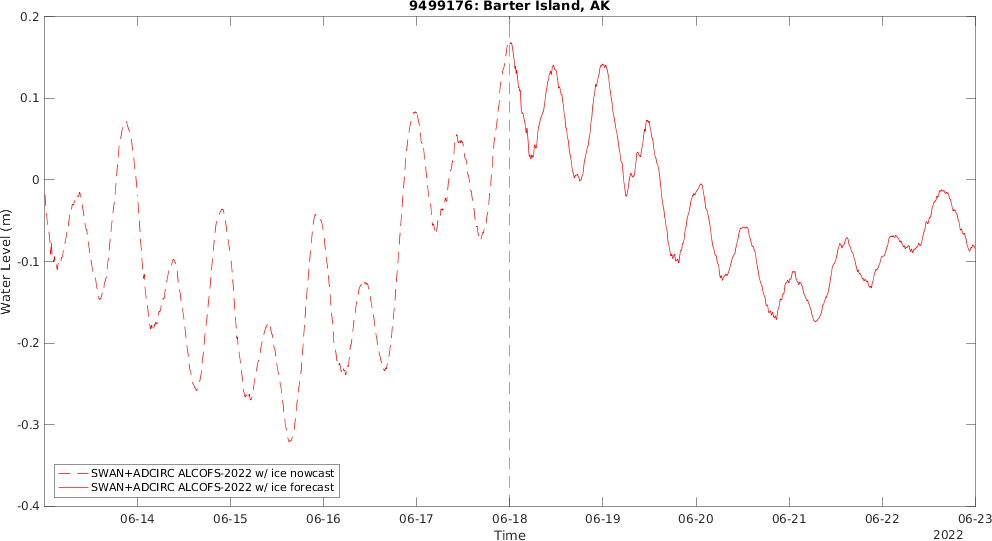 9499176: Barter Island, AK
0.2
0.1
0
-0.1
-0.2
-0.3
-0.4
Water Level (m)
SWAN+ADCIRC ALCOFS-2022 w/ ice nowcast
SWAN+ADCIRC ALCOFS-2022 w/ ice forecast
06-14 06-15 06-16 06-17 06-18 06-19 06-20 06-21 06-22 06-23
Time
2022